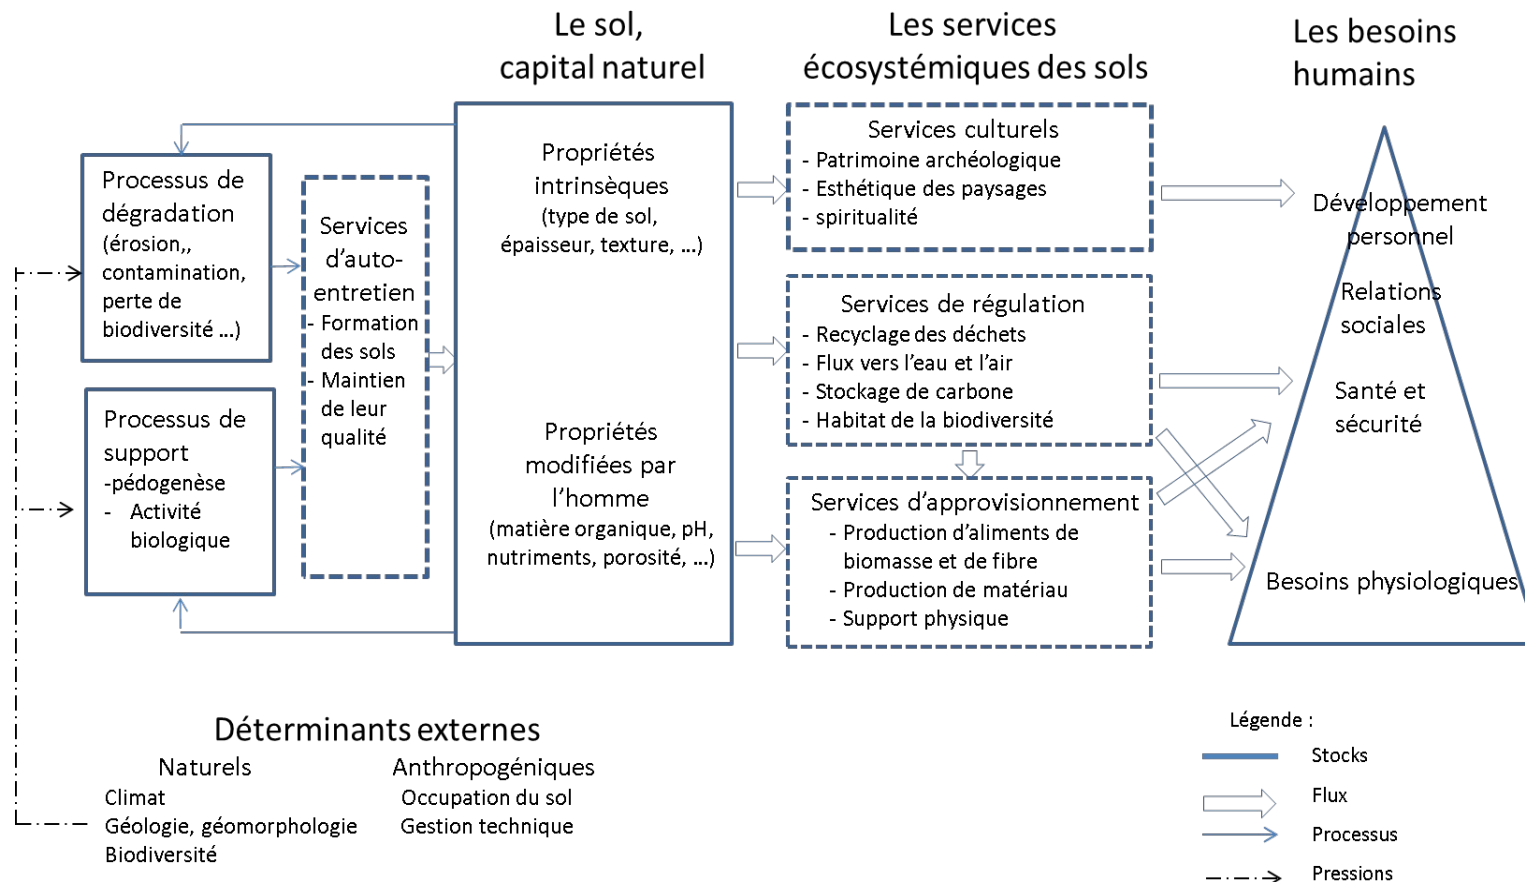 Le sol,
capital naturel
Les services
écosystémiques des sols
Les besoins
humains
Processus de
dégradation
(érosion,,
contamination,
perte de
biodiversité ...)
Processus de
support
-pédogenèse
- Activité
biologique
Services
d'auto-
entretien
- Formation
des sols
- Maintien
de leur
qualité
Propriétés
intrinsèques
(type de sol,
épaisseur, texture, ...)
Propriétés
modifiées par
l'homme
(matière organique, pH,
nutriments, porosité, ...)
Services culturels
- Patrimoine archéologique
- Esthétique des paysages
- spiritualité
Services de régulation
- Recyclage des déchets
- Flux vers l'eau et l'air
- Stockage de carbone
- Habitat de la biodiversité
Services d'approvisionnement
- Production d'aliments de
biomasse et de fibre
- Production de matériau
- Support physique
Développement
personnel
Relations
sociales
Santé et
sécurité
Besoins physiologiques
Déterminants externes
Naturels
Climat
Géologie, géomorphologie
Biodiversité
Anthropogéniques
Occupation du sol
Gestion technique
Légende :
Stocks
Flux
Processus
Pressions